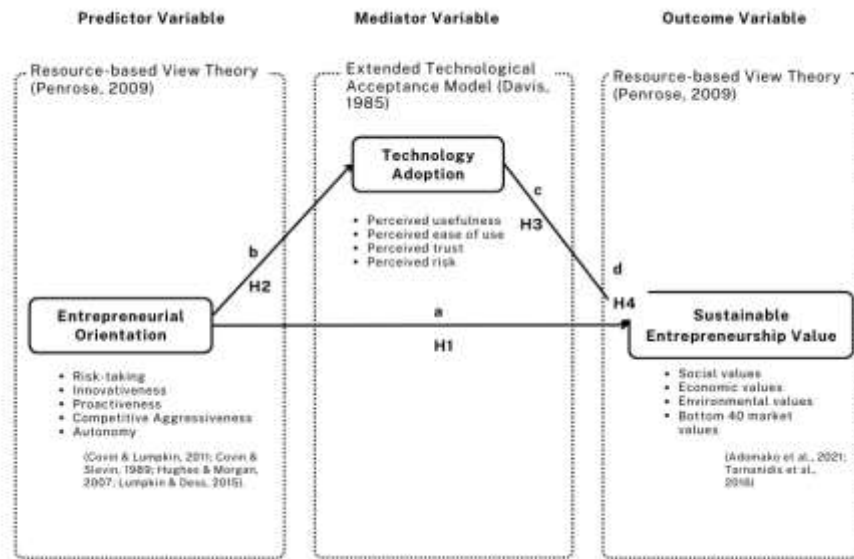 Predictor Variable
Mediator Variable
Outcome Variable
Resource-based View Theory
(Penrose, 2009)
Extended Technological
Acceptance Model (Davis,
1985)
Resource-based View Theory
(Penrose, 2009)
Technology
Adoption
c
H3
• Perceived usefulness
• Perceived ease of use
• Perceived trust
• Perceived risk
b
H2
d
H4
Entrepreneurial
Orientation
a
H1
Sustainable
Entrepreneurship Value
• Risk-taking
• Innovativeness
• Proactiveness
• Competitive Aggressiveness
• Autonomy
(Covin & Lumpkin, 2011; Covin &
Slevin, 1989; Hughes & Morgan,
2007; Lumpkin & Dess, 2015).
• Social values
• Economic values
• Environmental values
• Bottom 40 market
values
(Adomako et al., 2021;
Tarnanidis et al.,
2018)